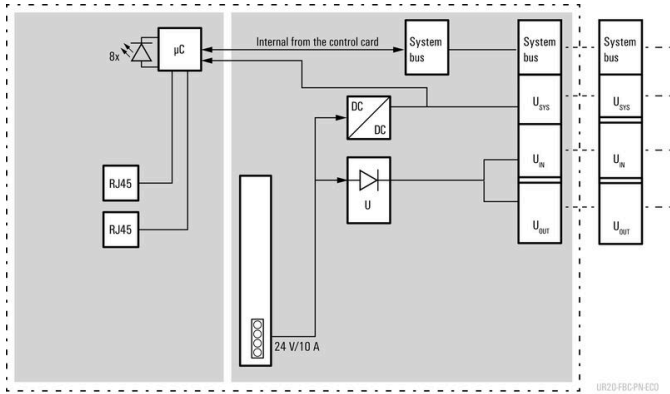 8x
µC
Internal from the control card
System
bus
System
bus
System
bus
DC
DC
U
SYS
U
SYS
RJ45
U
U
IN
U
IN
RJ45
U
OUT
U
OUT
24 V/10 A
UR20-FBC-PN-ECO